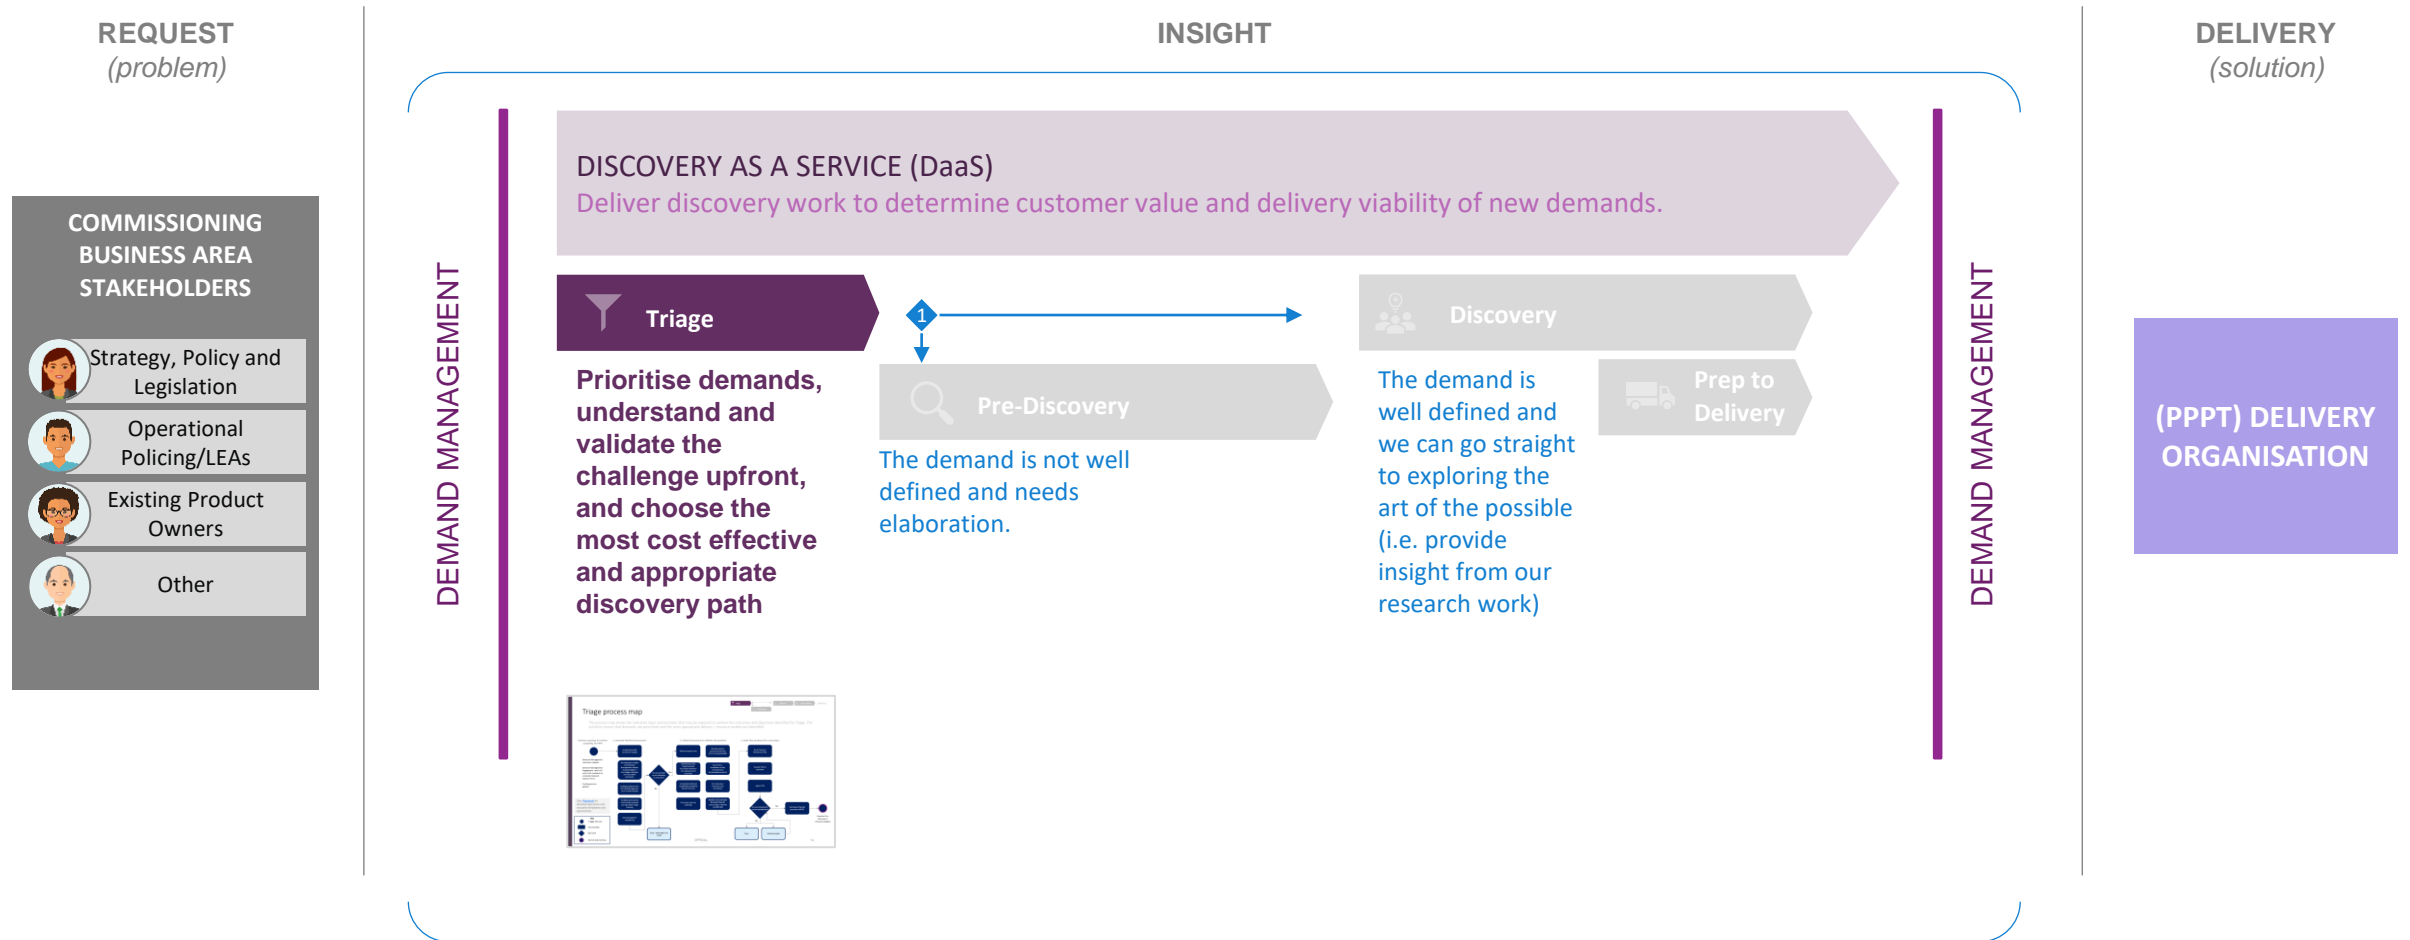 REQUEST
(problem)
INSIGHT
DELIVERY
(solution)
COMMISSIONING
BUSINESS AREA
STAKEHOLDERS
Strategy, Policy and
Legislation
Operational
Policing/LEAs
Existing Product
Owners
Other
DEMAND MANAGEMENT
DISCOVERY AS A SERVICE (DaaS)
Deliver discovery work to determine customer value and delivery viability of new demands.
Triage
Prioritise demands,
understand and
validate the
challenge upfront,
and choose the
most cost effective
and appropriate
discovery path
1
Pre-Discovery
The demand is not well
defined and needs
elaboration.
Discovery
The demand is
well defined and
we can go straight
to exploring the
art of the possible
(i.e. provide
insight from our
research work)
Prep to
Delivery
Triage process map
DEMAND MANAGEMENT
(PPPT) DELIVERY
ORGANISATION